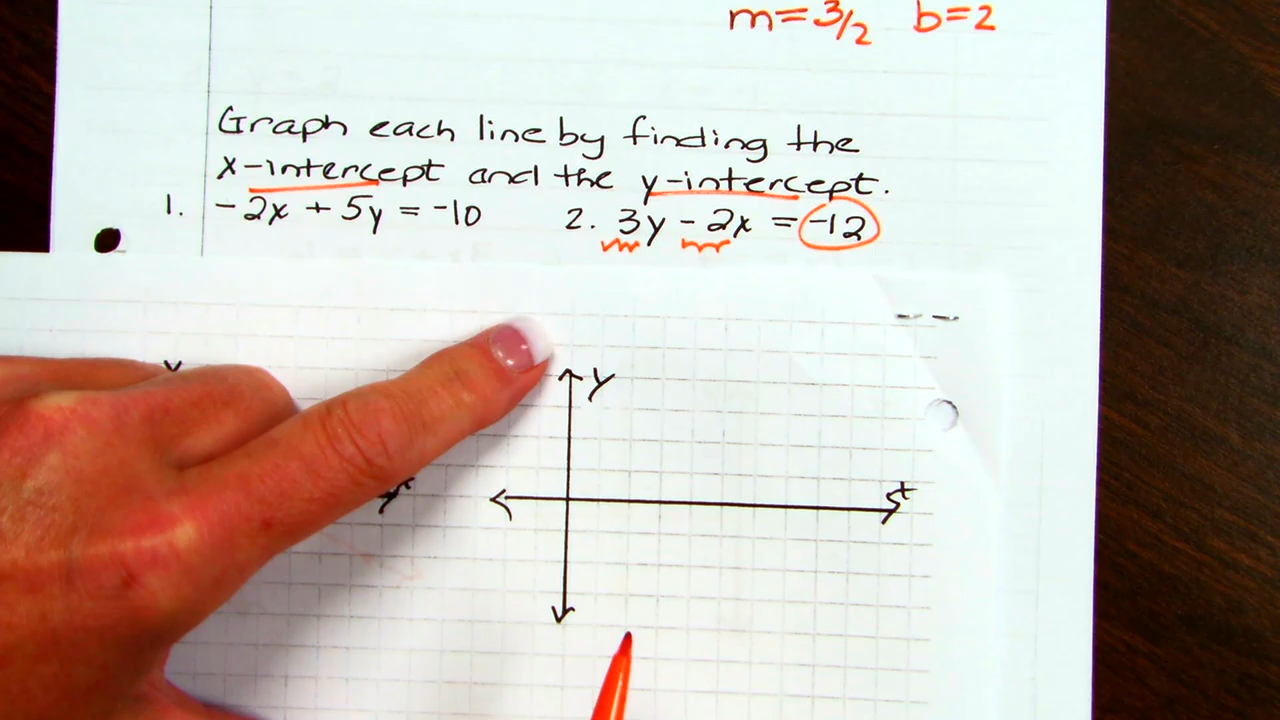 m=3/2 b=2
Graph each line by finding the
x-intercept and the y-intercept.
1. -2x + 5y = -10 2. 3y - 2x = -12
y